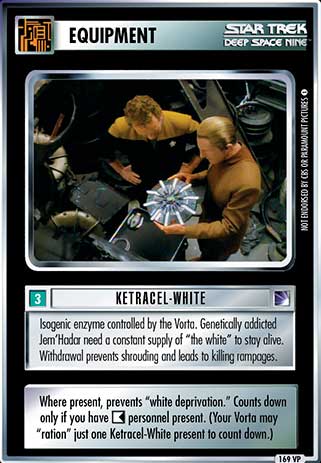 EQUIPMENT
STAR TREK
DEEP SPACE NINE
NOT ENDORSED BY CBS OR PARAMOUNT PICTURES
3
KETRACEL-WHITE
Isogenic enzyme controlled by the Vorta. Genetically addicted
Jem'Hadar need a constant supply of "the white" to stay alive.
Withdrawal prevents shrouding and leads to killing rampages.
Where present, prevents "white deprivation." Counts down
only if you have personnel present. (Your Vorta may
"ration" just one Ketracel-White present to count down.)
169 VP